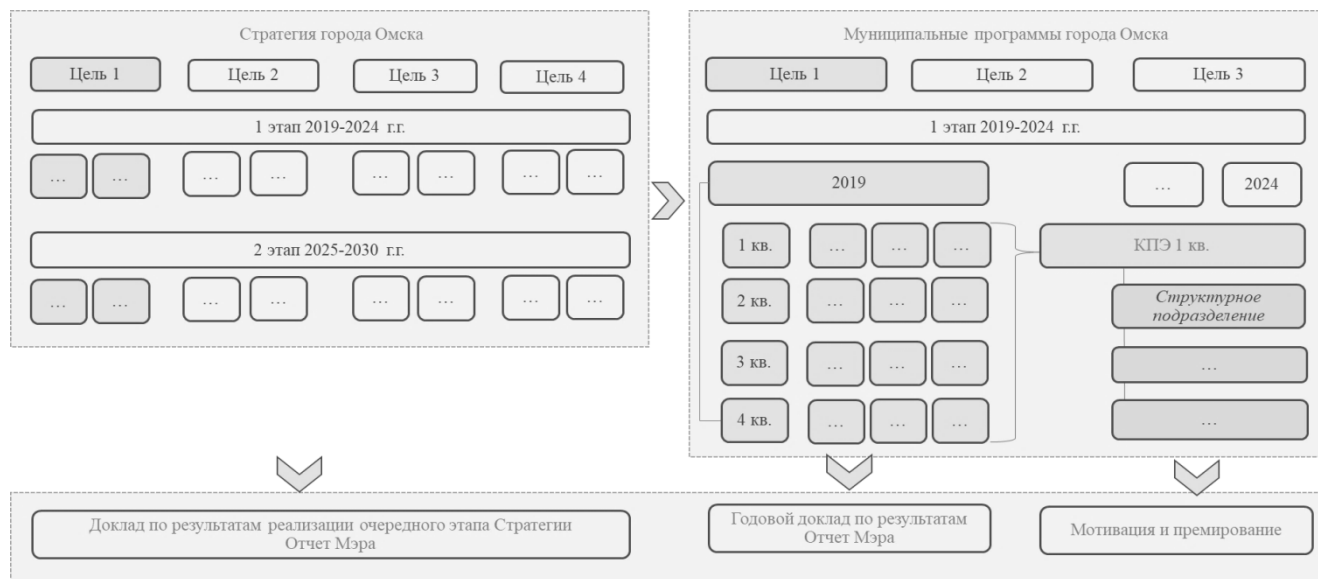 Стратегия города Омска
Цель 1
Цель 2
Цель 3
Цель 4
1 этап 2019-2024 г.г.
…
…
…
…
…
…
…
…
2 этап 2025-2030 г.г.
…
…
…
…
…
…
…
…
Муниципальные программы города Омска
Цель 1
Цель 2
Цель 3
1 этап 2019-2024 г.г.
2019
…
2024
1 кв.
…
…
…
КПЭ 1 кв.
2 кв.
…
…
…
Структурное
подразделение
3 кв.
…
…
…
…
4 кв.
…
…
…
…
Доклад по результатам реализации очередного этапа Стратегии
Отчет Мэра
Годовой доклад по результатам
Отчет Мэра
Мотивация и премирование